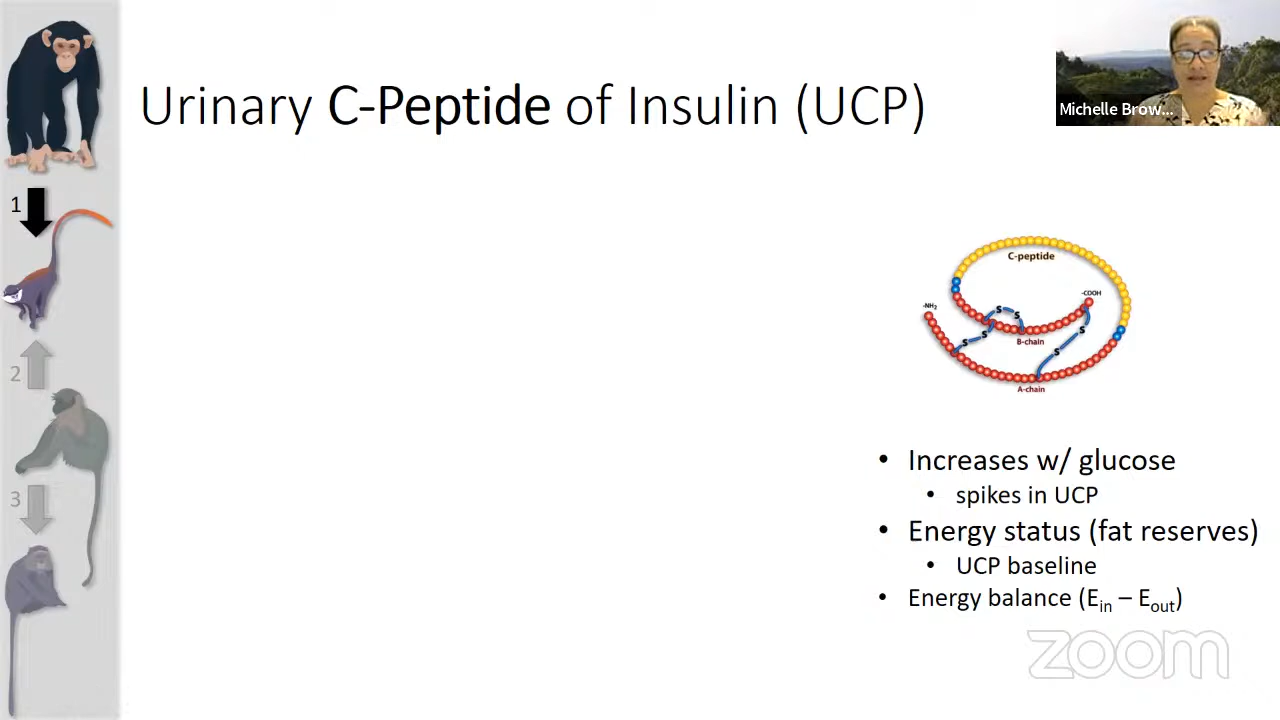 Urinary C-Peptide of Insulin (UCP)
Michelle Brow...
1
2
3
C-peptide
-NH2
-COOH
S
S
S
S
S
S
B-chain
A-chain
• Increases w/ glucose
• spikes in UCP
• Energy status (fat reserves)
• UCP baseline
• Energy balance (Ein – Eout)
zoom